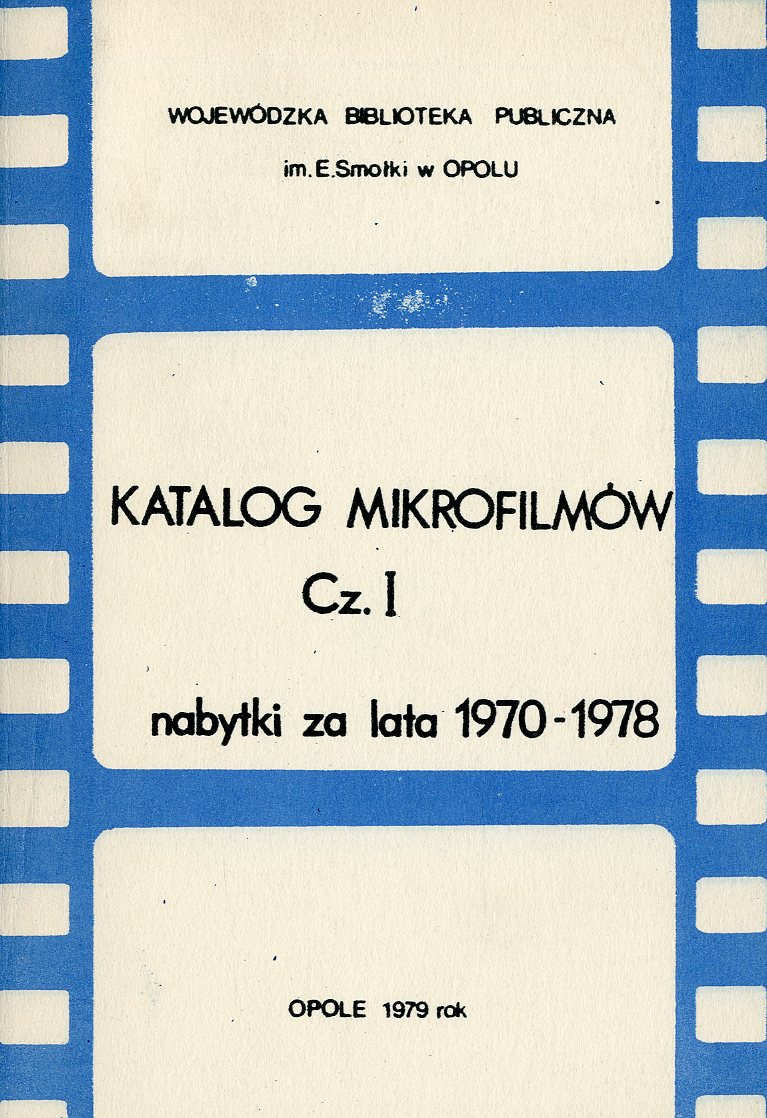 WOJEWÓDZKA BIBLIOTEKA PUBLICZNA
im. E. Smołki w OPOLU
KATALOG MIKROFILMÓW
Cz. I
nabytki za lata 1970-1978
OPOLE 1979 rok